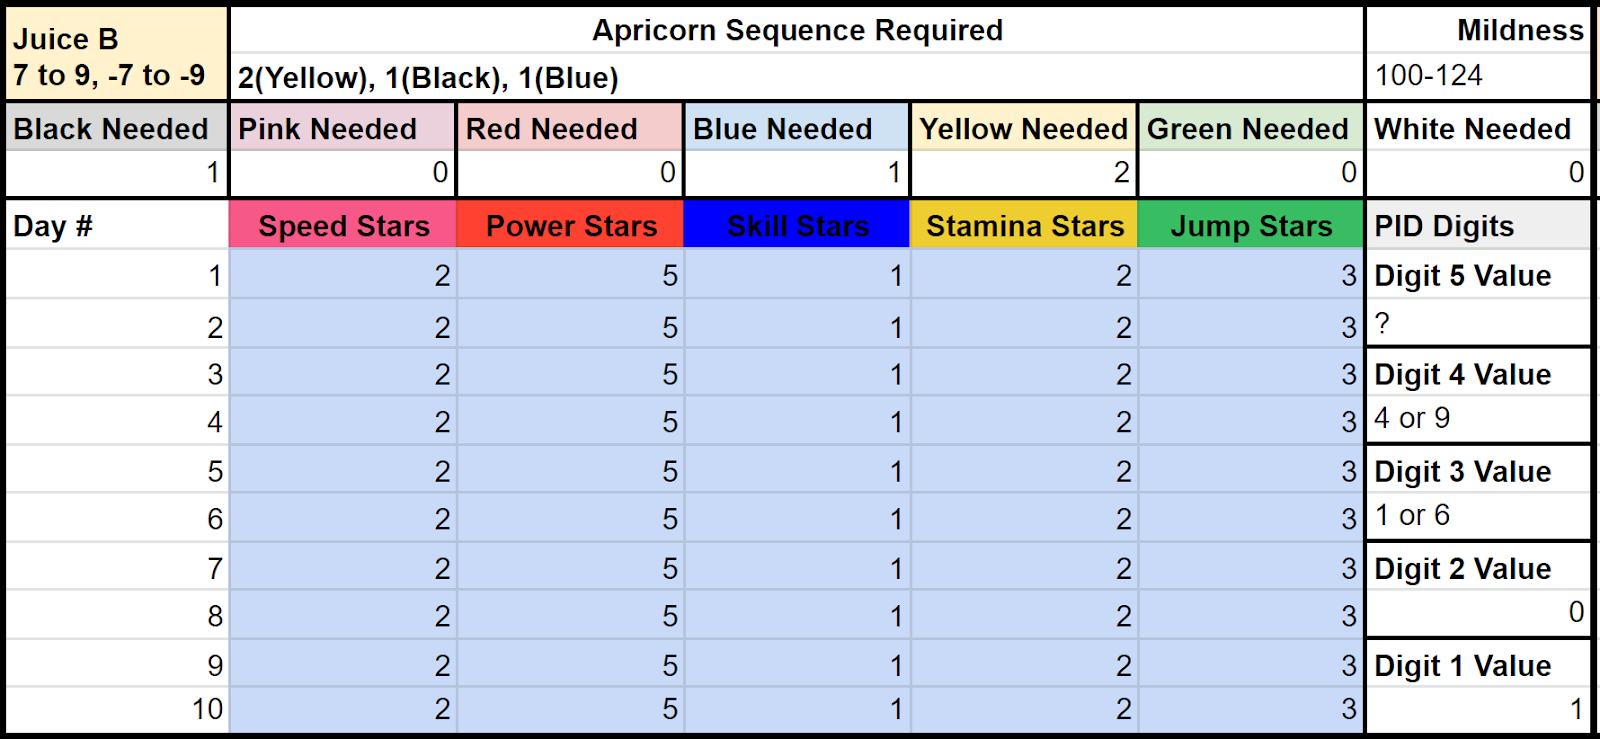 Juice B
7 to 9, -7 to -9
Apricorn Sequence Required
Mildness
2(Yellow), 1(Black), 1(Blue)
100-124
Black Needed Pink Needed Red Needed Blue Needed Yellow Needed Green Needed White Needed
1 0 0 1 2 0 0
Day # Speed Stars Power Stars Skill Stars Stamina Stars Jump Stars PID Digits
1 2 5 1 2 3 Digit 5 Value
2 2 5 1 2 3 ?
3 2 5 1 2 3 Digit 4 Value
4 2 5 1 2 3 4 or 9
5 2 5 1 2 3 Digit 3 Value
6 2 5 1 2 3 1 or 6
7 2 5 1 2 3 Digit 2 Value
8 2 5 1 2 3 0
9 2 5 1 2 3 Digit 1 Value
10 2 5 1 2 3 1